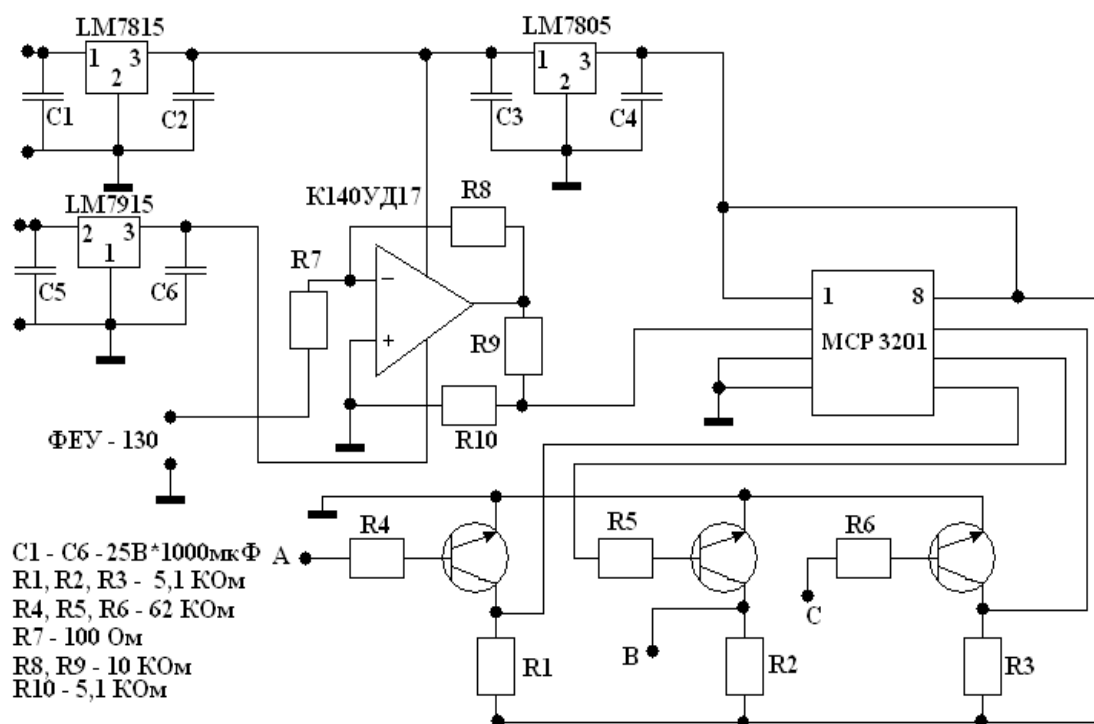 LM7815
LM7805
1 3
2
1 3
2
C1
C2
C3
C4
LM7915
К140УД17
R8
2 3
1
R7
C5
C6
−
+
R9
1 8
MCP 3201
R10
ФЕУ - 130
R4
R5
R6
C1 - C6 - 25В*1000мкФ
A
R1, R2, R3 - 5,1 КОм
R4, R5, R6 - 62 КОм
C
R7 - 100 Ом
B
R1
R2
R3
R8, R9 - 10 КОм
R10 - 5,1 КОм